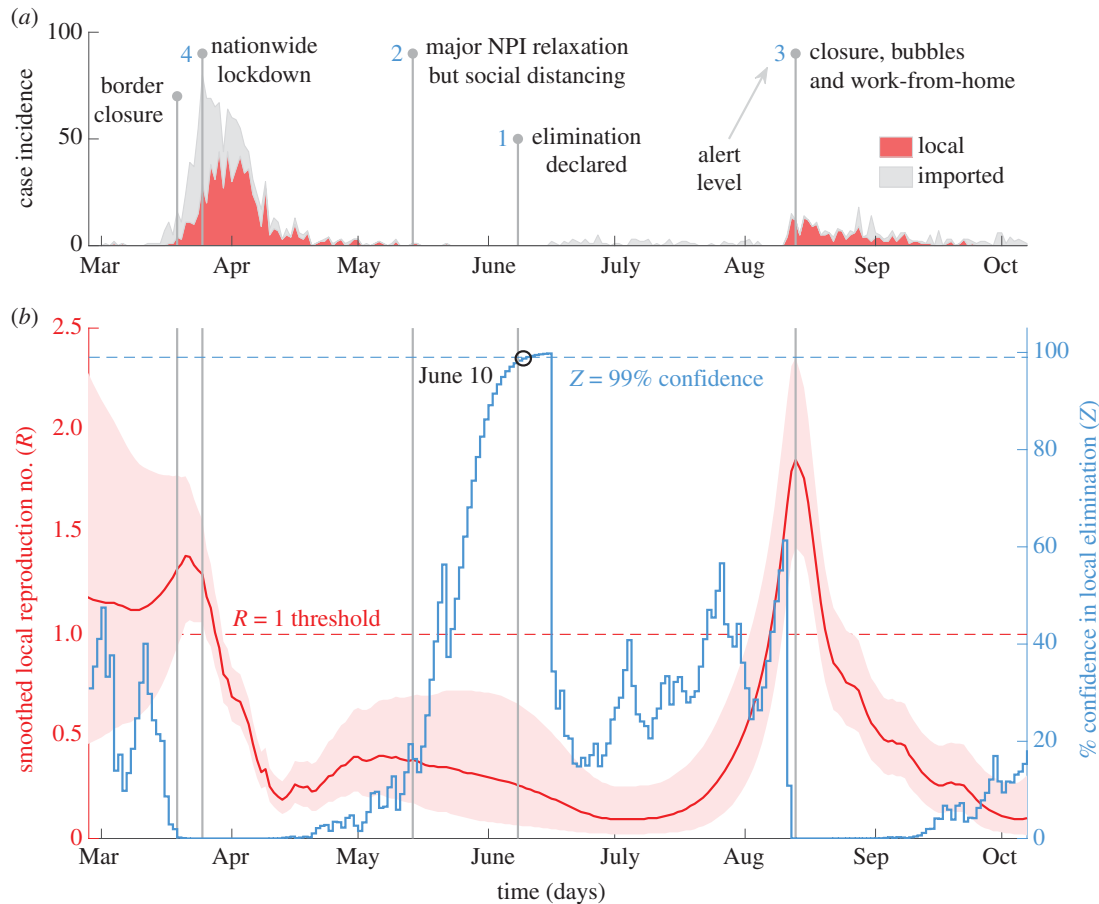 (a)
100
50
0
case incidence
border
closure
4 nationwide
lockdown
2 major NPI relaxation
but social distancing
1 elimination
declared
3 closure, bubbles
and work-from-home
alert
level
local
imported
Mar Apr May June July Aug Sep Oct
(b)
2.5
2.0
1.5
1.0
0.5
0
smoothed local reproduction no. (R)
June 10
Z = 99% confidence
R = 1 threshold
100
80
60
40
20
0
% confidence in local elimination (Z)
Mar Apr May June July Aug Sep Oct
time (days)